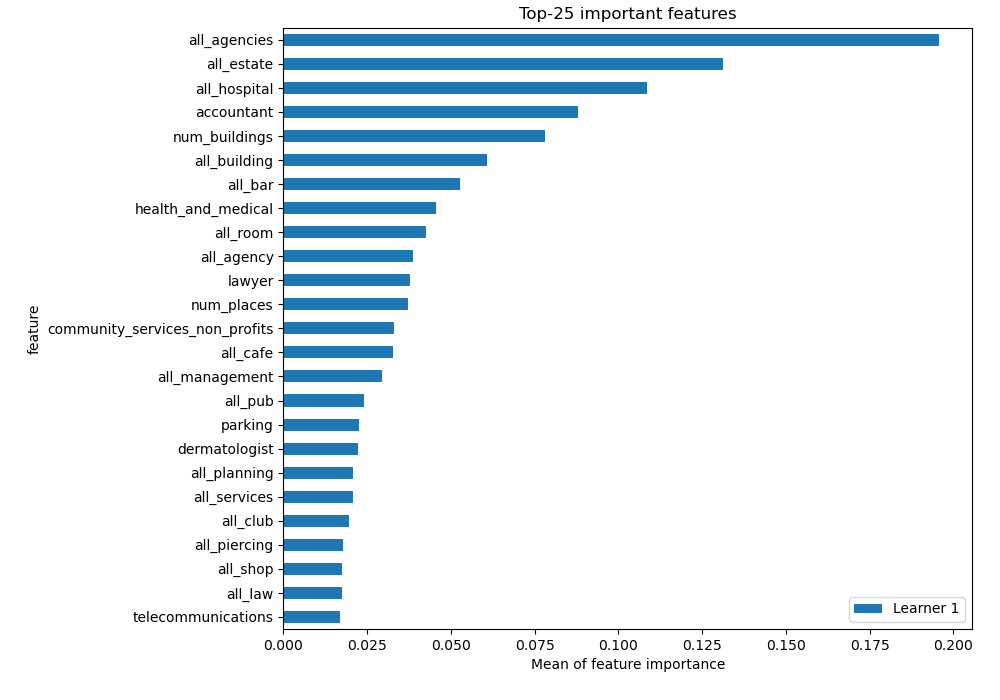 Top-25 important features
feature
all_agencies
all_estate
all_hospital
accountant
num_buildings
all_building
all_bar
health_and_medical
all_room
all_agency
lawyer
num_places
community_services_non_profits
all_cafe
all_management
all_pub
parking
dermatologist
all_planning
all_services
all_club
all_piercing
all_shop
all_law
telecommunications
Learner 1
0.000 0.025 0.050 0.075 0.100 0.125 0.150 0.175 0.200
Mean of feature importance